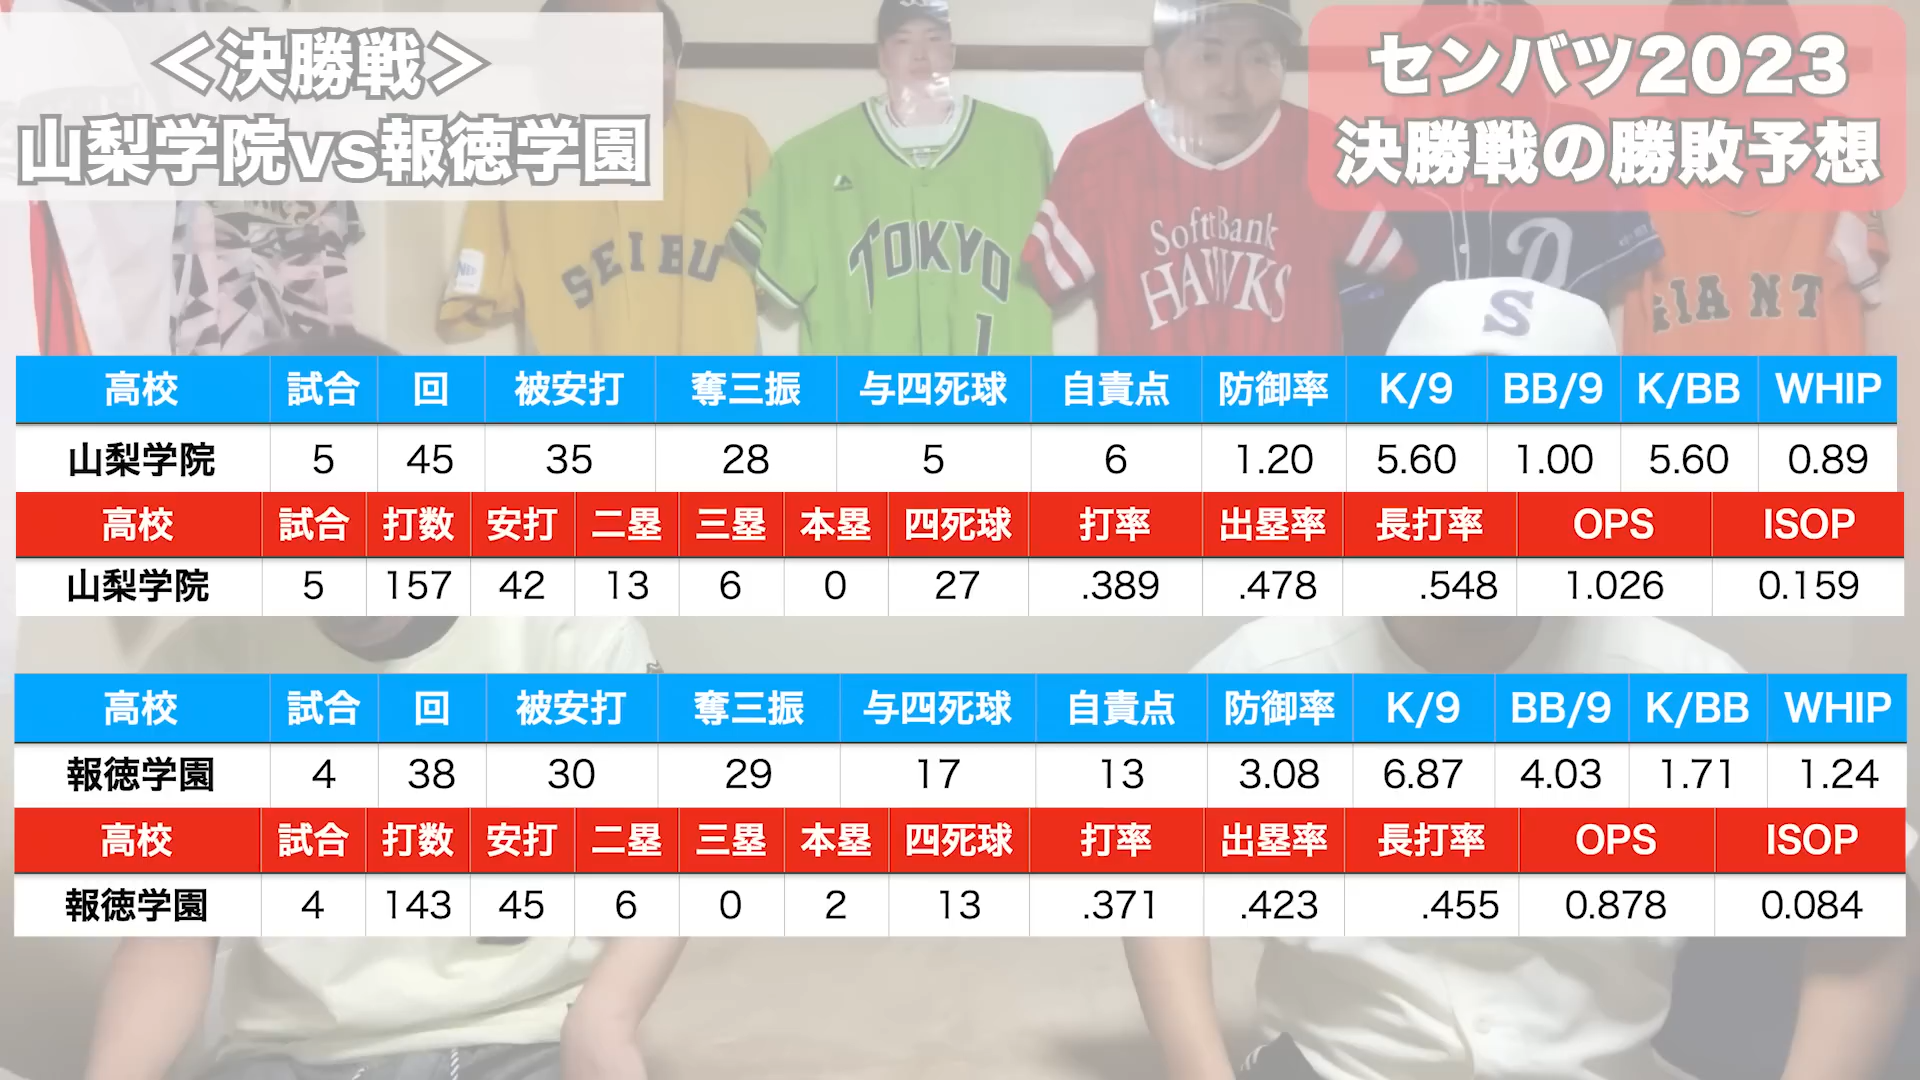 ＜決勝戦＞
山梨学院vs報徳学園
センバツ2023
決勝戦の勝敗予想
SEIBU
TOKYO
1
SoftBank
HAWKS
D
GIANT
S
高校 試合 回 被安打 奪三振 与四死球 自責点 防御率 K/9 BB/9 K/BB WHIP
山梨学院 5 45 35 28 5 6 1.20 5.60 1.00 5.60 0.89
高校 試合 打数 安打 二塁 三塁 本塁 四死球 打率 出塁率 長打率 OPS ISOP
山梨学院 5 157 42 13 6 0 27 .389 .478 .548 1.026 0.159
高校 試合 回 被安打 奪三振 与四死球 自責点 防御率 K/9 BB/9 K/BB WHIP
報徳学園 4 38 30 29 17 13 3.08 6.87 4.03 1.71 1.24
高校 試合 打数 安打 二塁 三塁 本塁 四死球 打率 出塁率 長打率 OPS ISOP
報徳学園 4 143 45 6 0 2 13 .371 .423 .455 0.878 0.084